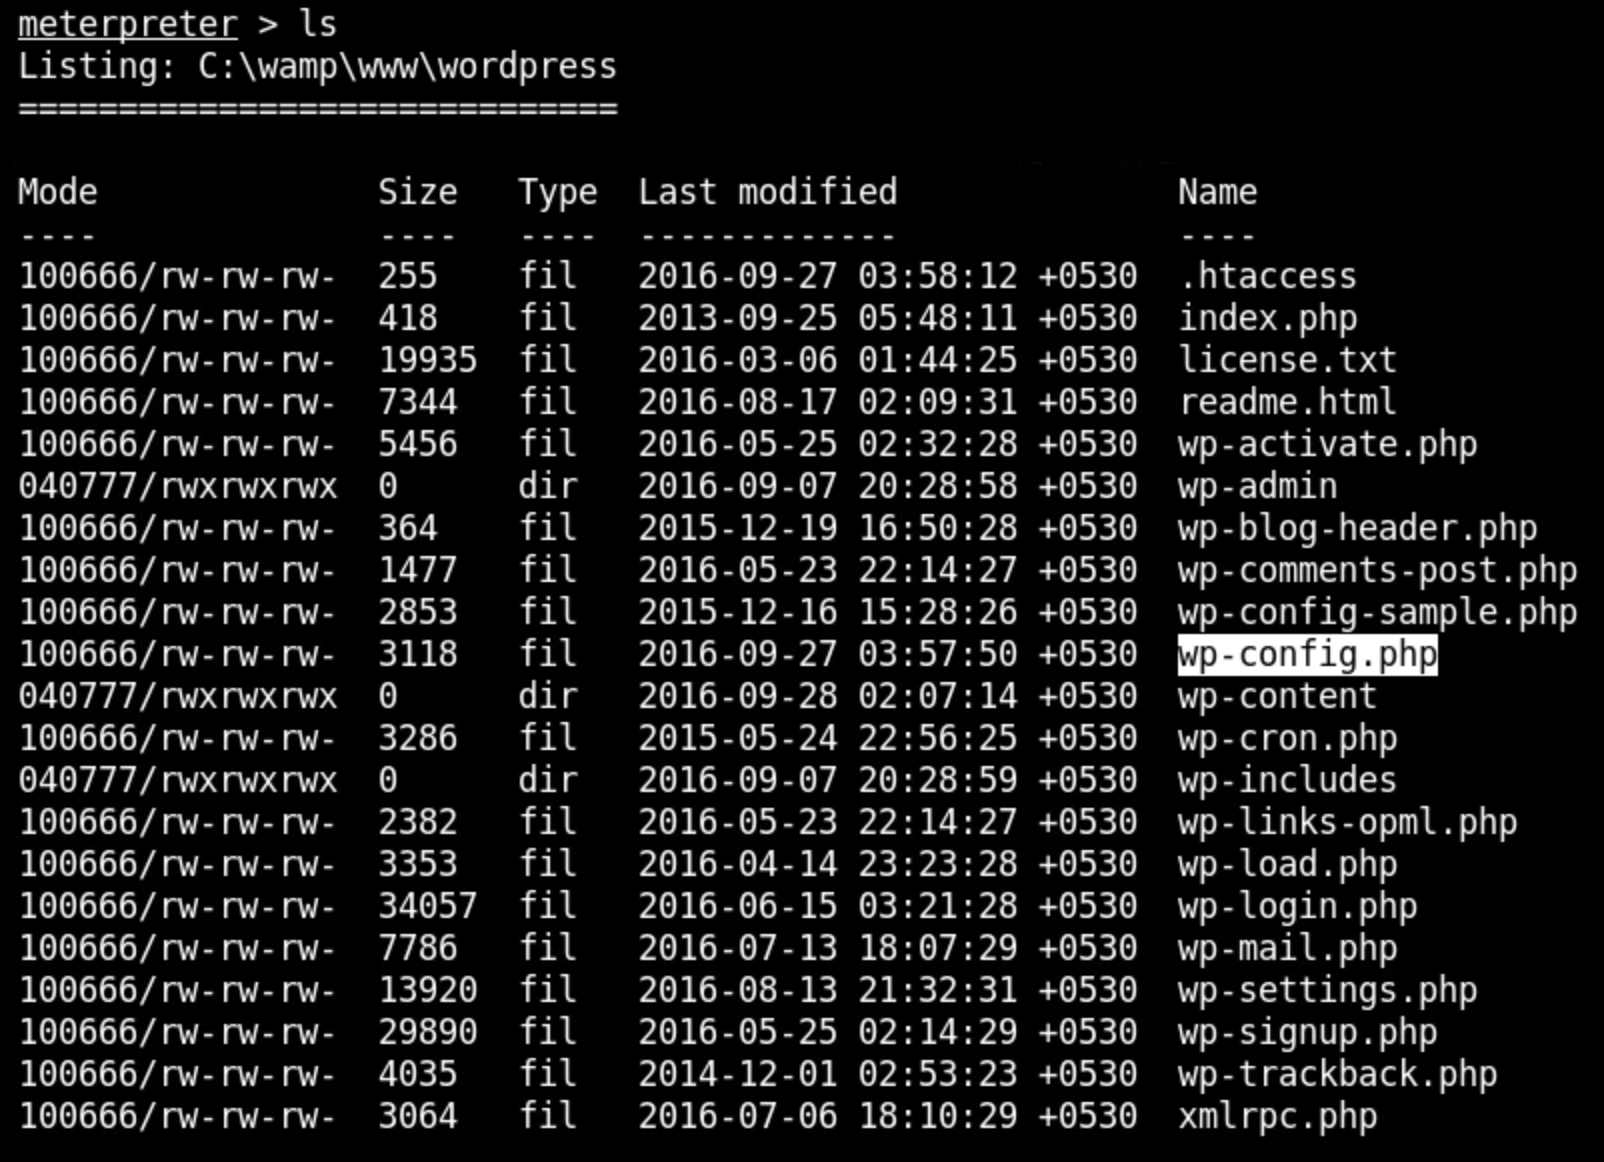 meterpreter > ls
Listing: C:\wamp\www\wordpress
==============================
Mode              Size   Type  Last modified              Name
----              ----   ----  -------------              ----
100666/rw-rw-rw-  255    fil   2016-09-27 03:58:12 +0530  .htaccess
100666/rw-rw-rw-  418    fil   2013-09-25 05:48:11 +0530  index.php
100666/rw-rw-rw-  19935  fil   2016-03-06 01:44:25 +0530  license.txt
100666/rw-rw-rw-  7344   fil   2016-08-17 02:09:31 +0530  readme.html
100666/rw-rw-rw-  5456   fil   2016-05-25 02:32:28 +0530  wp-activate.php
040777/rwxrwxrwx  0      dir   2016-09-07 20:28:58 +0530  wp-admin
100666/rw-rw-rw-  364    fil   2015-12-19 16:50:28 +0530  wp-blog-header.php
100666/rw-rw-rw-  1477   fil   2016-05-23 22:14:27 +0530  wp-comments-post.php
100666/rw-rw-rw-  2853   fil   2015-12-16 15:28:26 +0530  wp-config-sample.php
100666/rw-rw-rw-  3118   fil   2016-09-27 03:57:50 +0530  wp-config.php
040777/rwxrwxrwx  0      dir   2016-09-28 02:07:14 +0530  wp-content
100666/rw-rw-rw-  3286   fil   2015-05-24 22:56:25 +0530  wp-cron.php
040777/rwxrwxrwx  0      dir   2016-09-07 20:28:59 +0530  wp-includes
100666/rw-rw-rw-  2382   fil   2016-05-23 22:14:27 +0530  wp-links-opml.php
100666/rw-rw-rw-  3353   fil   2016-04-14 23:23:28 +0530  wp-load.php
100666/rw-rw-rw-  34057  fil   2016-06-15 03:21:28 +0530  wp-login.php
100666/rw-rw-rw-  7786   fil   2016-07-13 18:07:29 +0530  wp-mail.php
100666/rw-rw-rw-  13920  fil   2016-08-13 21:32:31 +0530  wp-settings.php
100666/rw-rw-rw-  29890  fil   2016-05-25 02:14:29 +0530  wp-signup.php
100666/rw-rw-rw-  4035   fil   2014-12-01 02:53:23 +0530  wp-trackback.php
100666/rw-rw-rw-  3064   fil   2016-07-06 18:10:29 +0530  xmlrpc.php